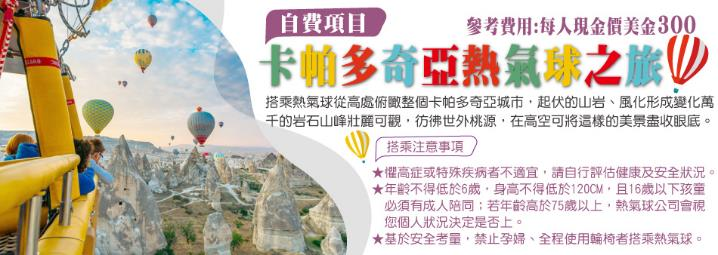 自費項目
參考費用:每人現金價美金300
卡帕多奇亞熱氣球之旅
搭乘熱氣球從高處俯瞰整個卡帕多奇亞城市，起伏的山岩、風化形成變化萬
千的岩石山峰壯麗可觀，彷彿世外桃源，在高空可將這樣的美景盡收眼底。
搭乘注意事項
★懼高症或特殊疾病者不適宜，請自行評估健康及安全狀況。
★年齡不得低於6歲，身高不得低於120CM，且16歲以下孩童
必須有成人陪同；若年齡高於75歲以上，熱氣球公司會視
您個人狀況決定是否上。
★基於安全考量，禁止孕婦、全程使用輪椅者搭乘熱氣球。